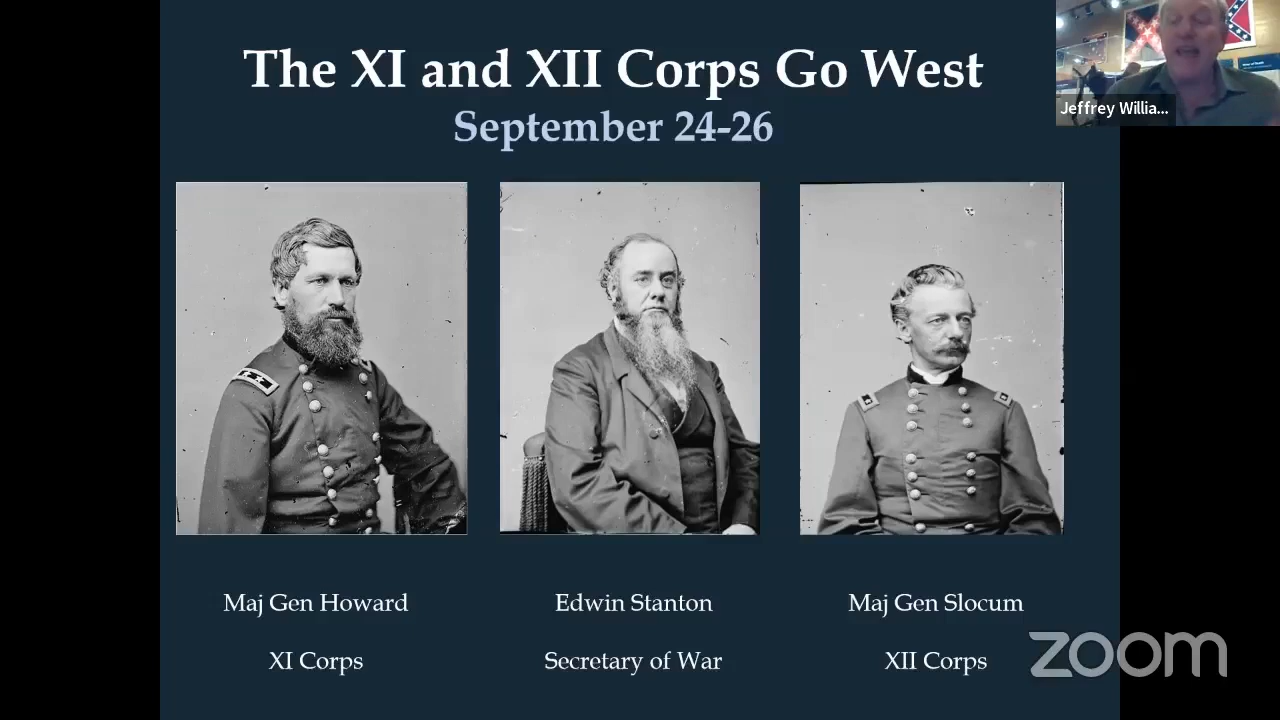 The XI and XII Corps Go West
September 24-26
Jeffrey Willia...
Maj Gen Howard
Edwin Stanton
Maj Gen Slocum
XI Corps
Secretary of War
XII Corps
zoom